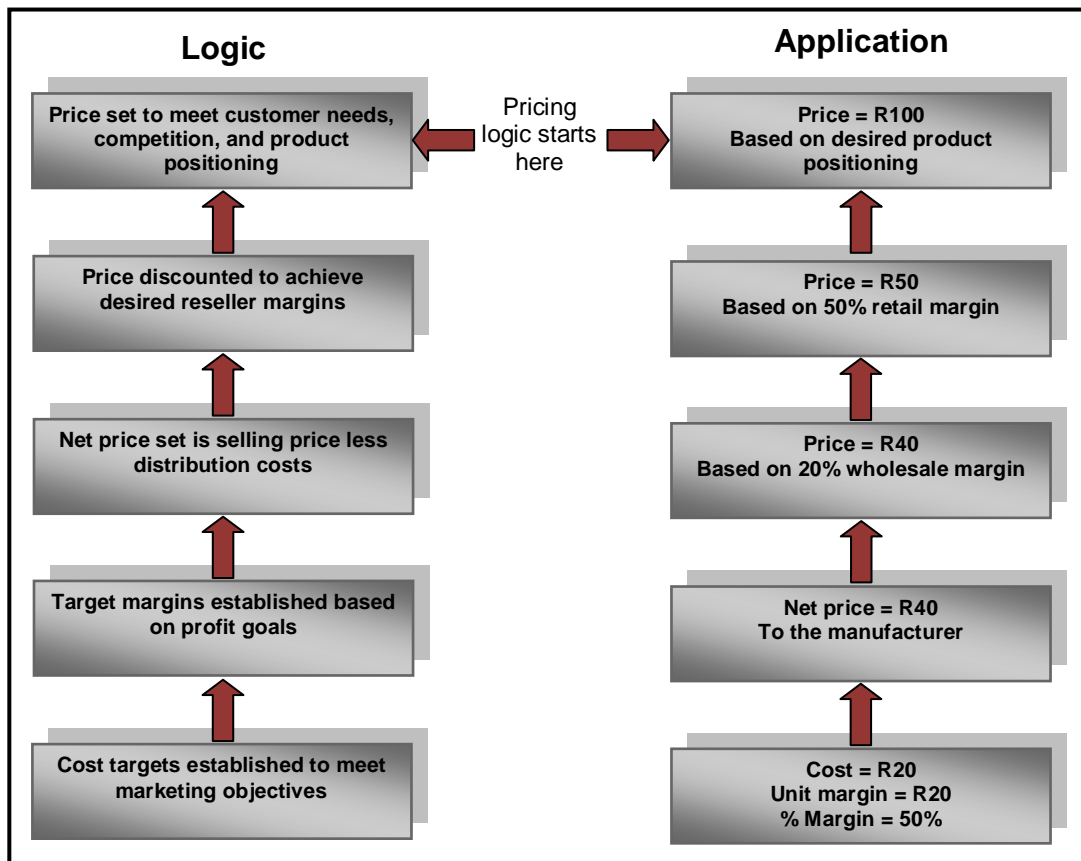 Logic
Price set to meet customer needs,
competition, and product
positioning
Price discounted to achieve
desired reseller margins
Net price set is selling price less
distribution costs
Target margins established based
on profit goals
Cost targets established to meet
marketing objectives
Pricing
logic starts
here
Application
Price = R100
Based on desired product
positioning
Price = R50
Based on 50% retail margin
Price = R40
Based on 20% wholesale margin
Net price = R40
To the manufacturer
Cost = R20
Unit margin = R20
% Margin = 50%